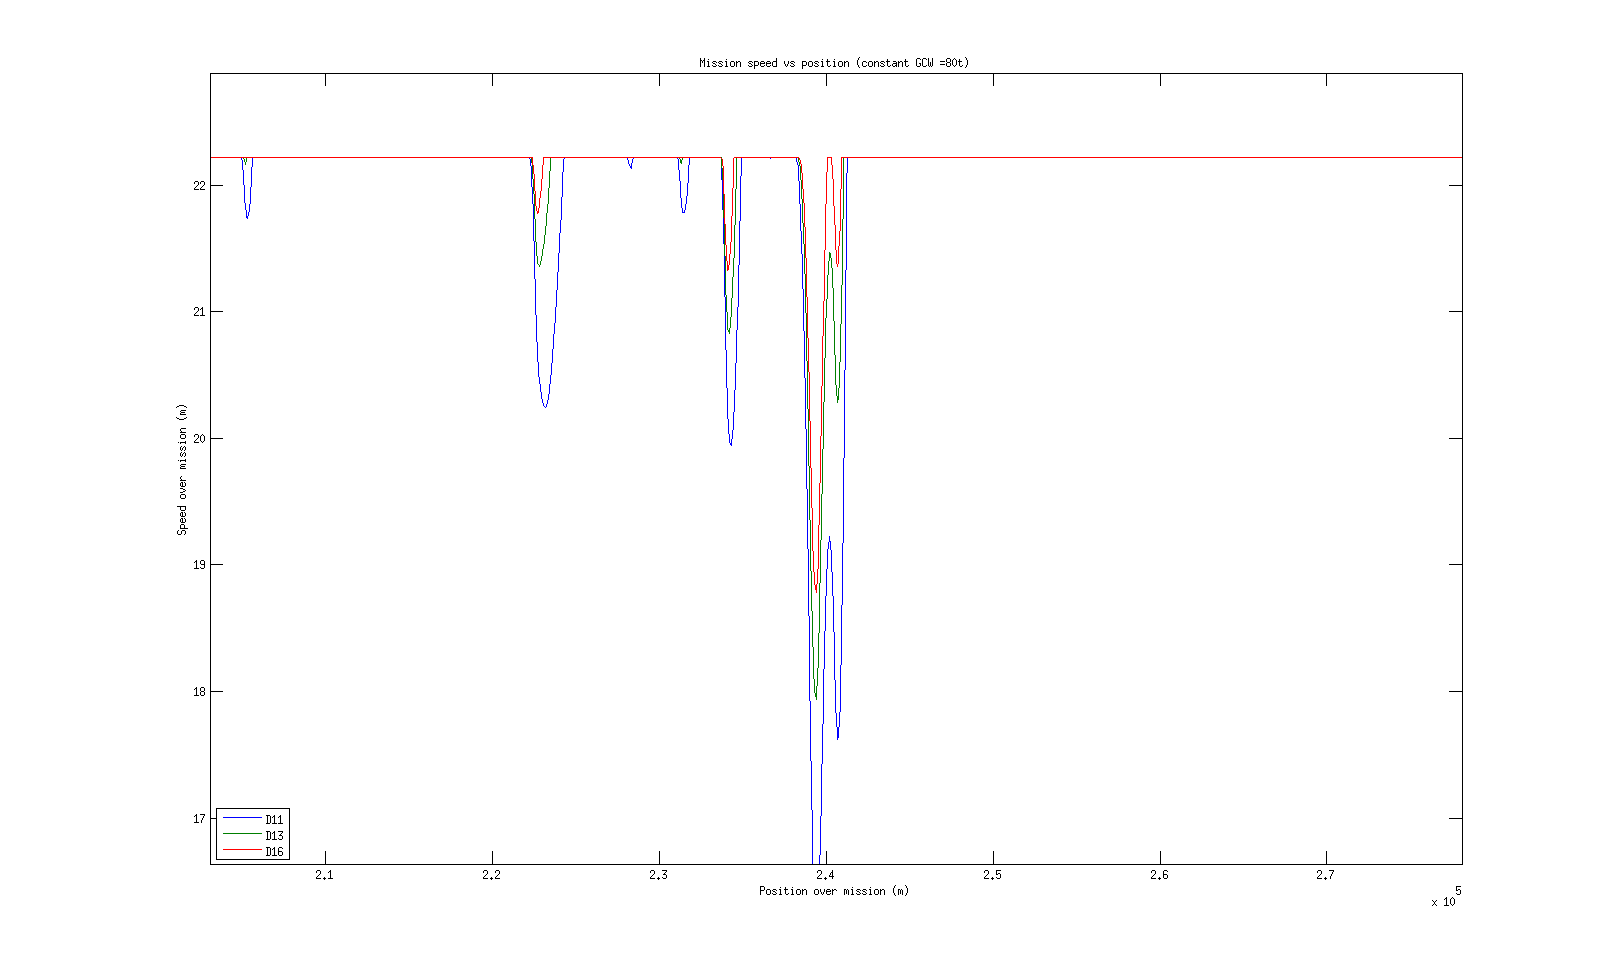 Mission speed vs position (constant GCW =80t)
22
21
20
19
18
17
Speed over mission (m)
D11
D13
D16
2.1 2.2 2.3 2.4 2.5 2.6 2.7
Position over mission (m)
x 10 5